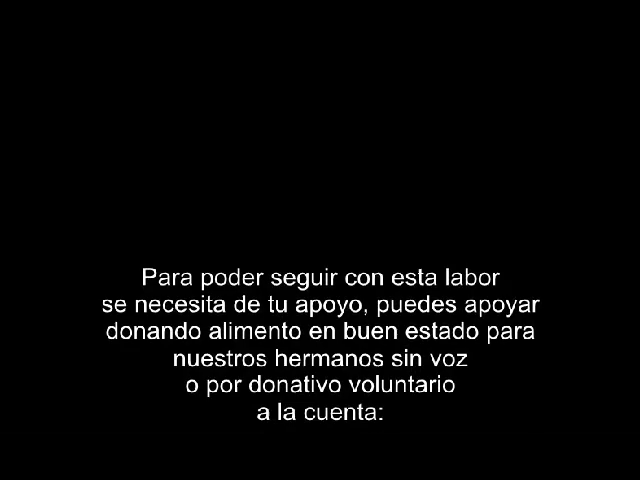 Para poder seguir con esta labor
se necesita de tu apoyo, puedes apoyar
donando alimento en buen estado para
nuestros hermanos sin voz
o por donativo voluntario
a la cuenta: